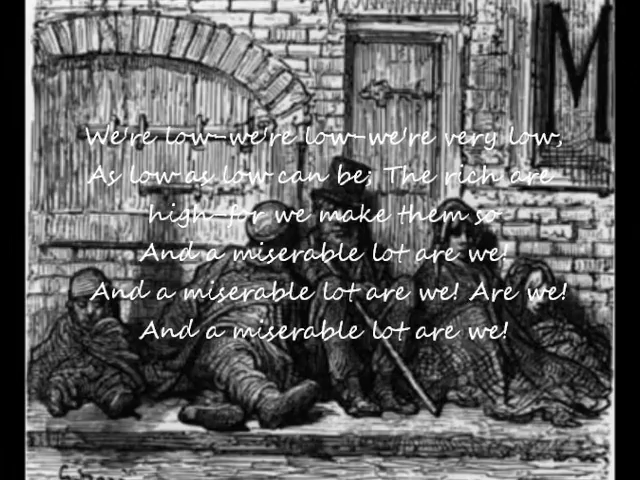 M
We're low-we're low-we're very low,
As low as low can be; The rich are
high-for we make them so
And a miserable lot are we!
And a miserable lot are we! Are we!
And a miserable lot are we!